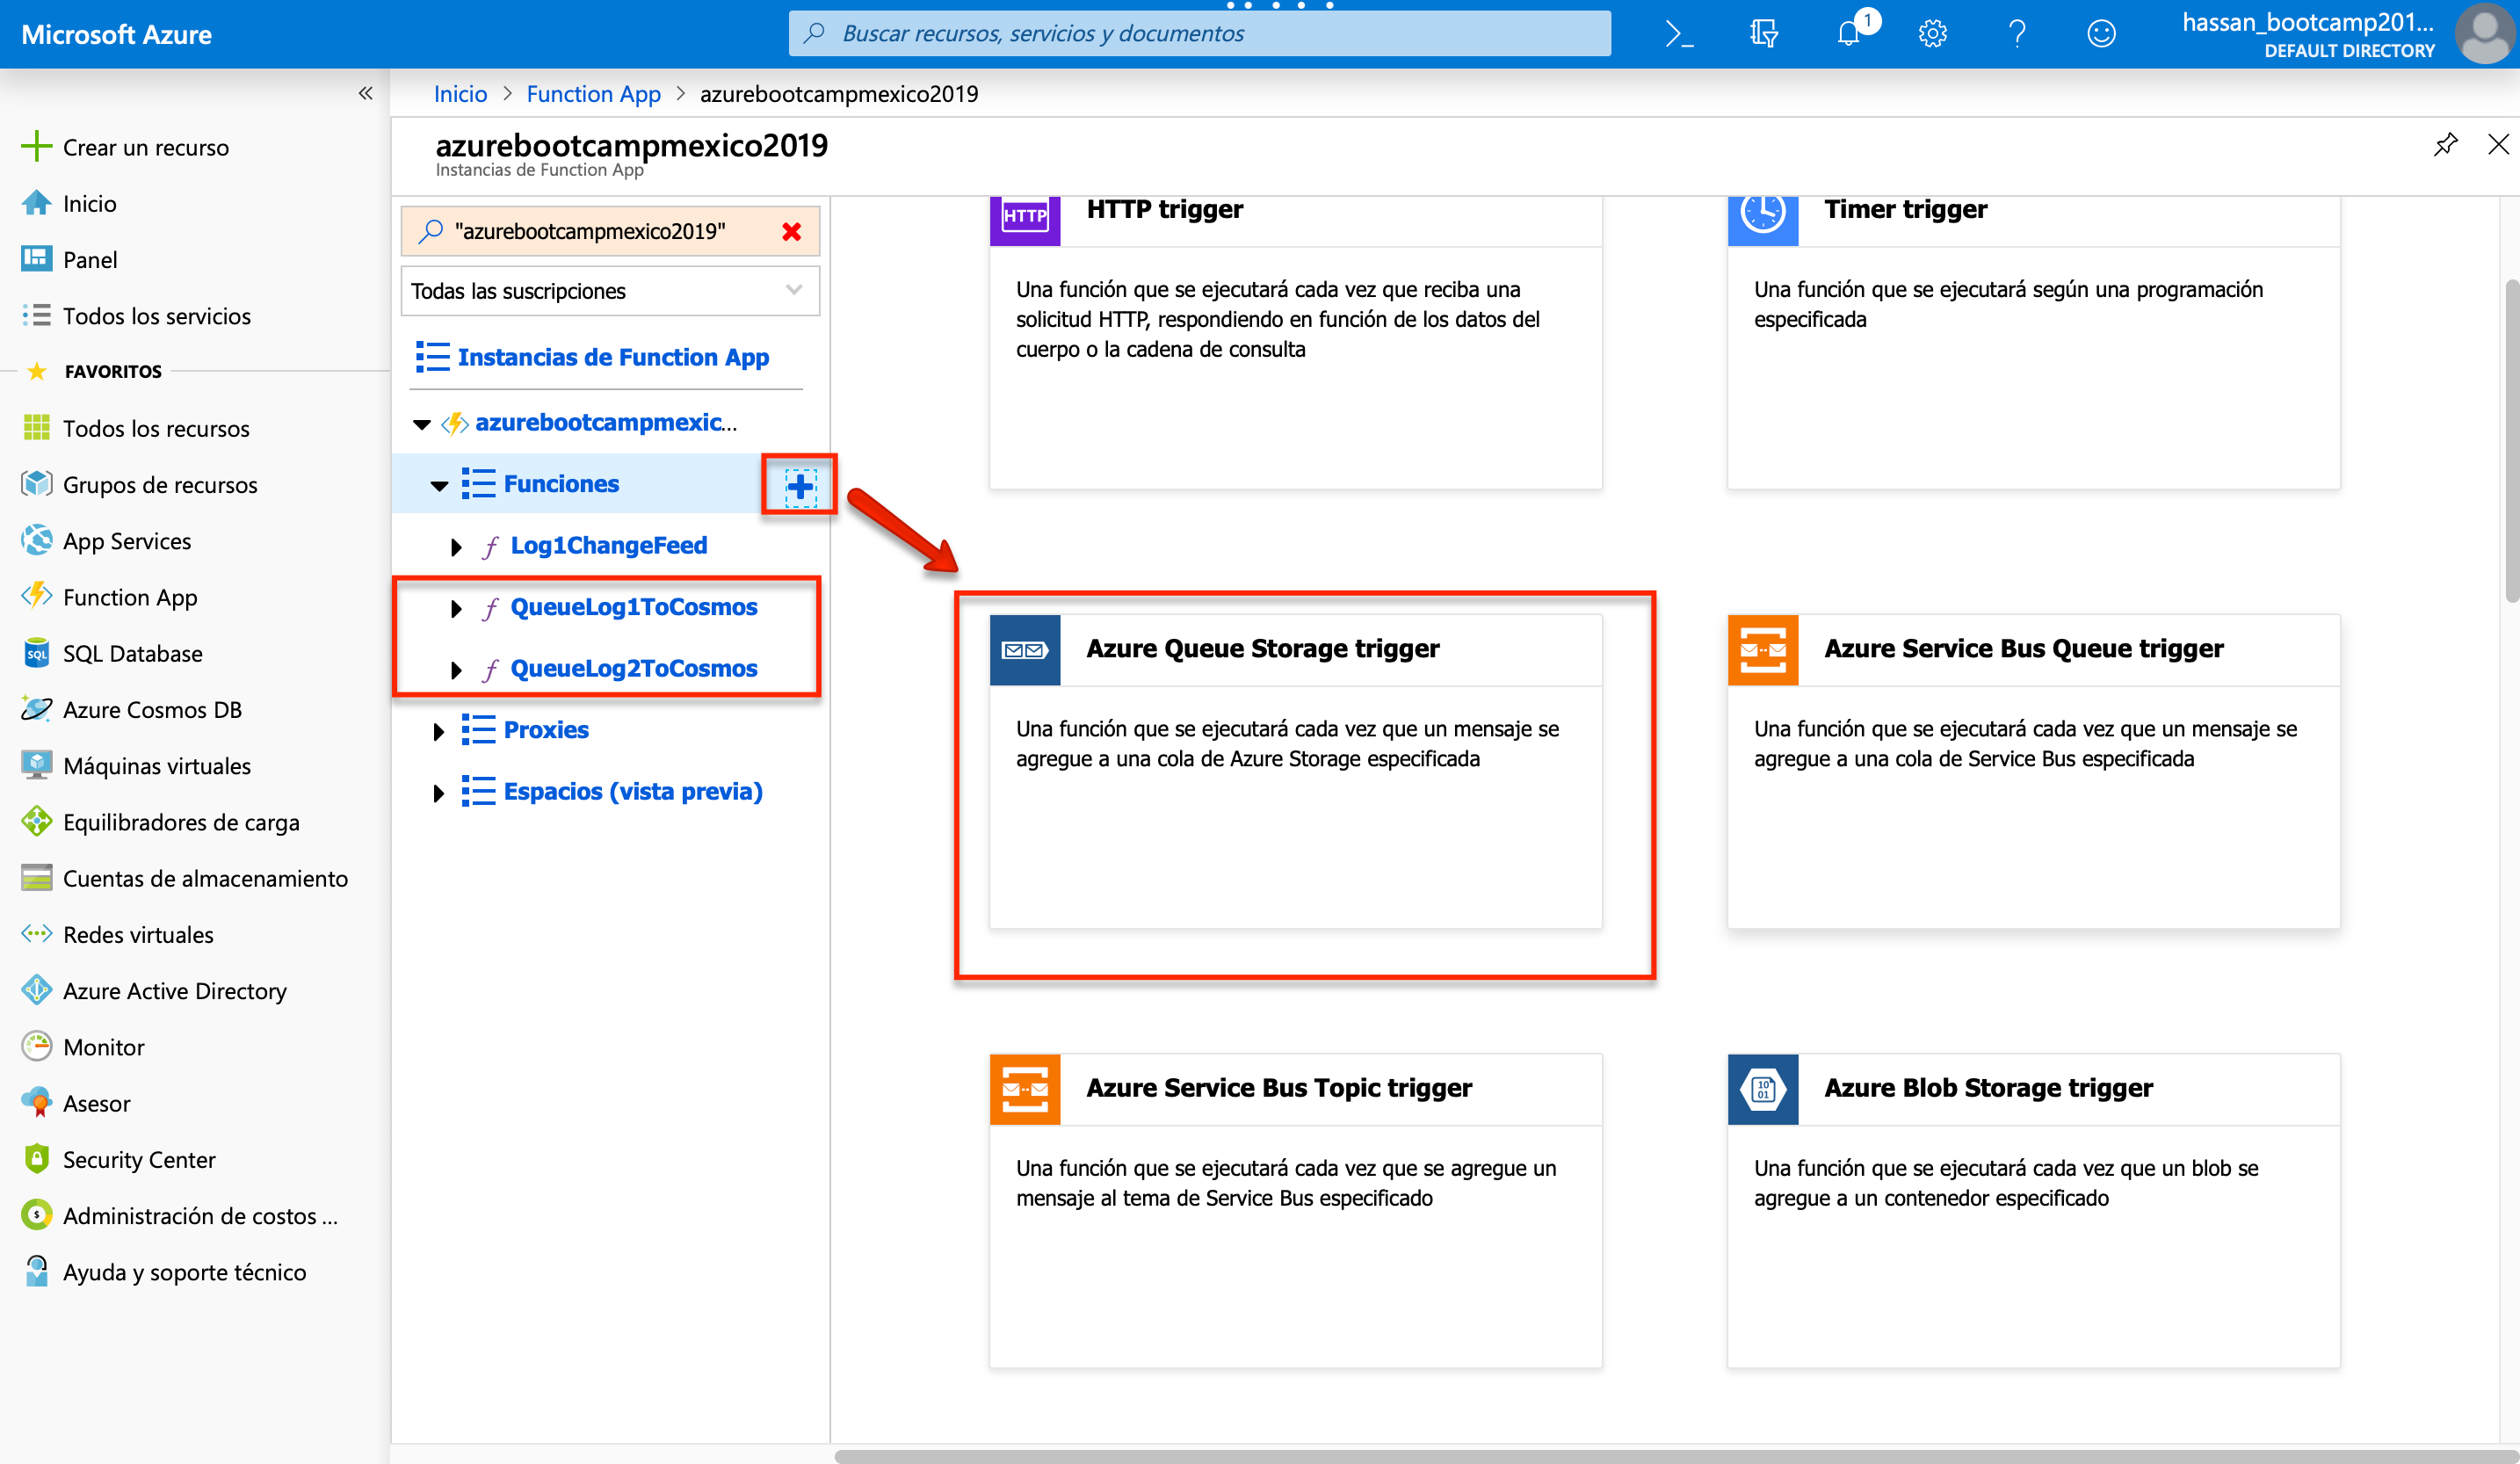 Microsoft Azure
Buscar recursos, servicios y documentos
1
hassan_bootcamp201...
DEFAULT DIRECTORY
Inicio > Function App > azurebootcampmexico2019
azurebootcampmexico2019
Instancias de Function App
Crear un recurso
Inicio
Panel
Todos los servicios
FAVORITOS
Todos los recursos
Grupos de recursos
App Services
Function App
SQL
SQL Database
Azure Cosmos DB
Máquinas virtuales
Equilibradores de carga
Cuentas de almacenamiento
Redes virtuales
Azure Active Directory
Monitor
Asesor
Security Center
Administración de costos ...
Ayuda y soporte técnico
"azurebootcampmexico2019"
Todas las suscripciones
Instancias de Function App
azurebootcampmexic...
Funciones
Log1ChangeFeed
QueueLog1ToCosmos
QueueLog2ToCosmos
Proxies
Espacios (vista previa)
HTTP
HTTP trigger
Una función que se ejecutará cada vez que reciba una
solicitud HTTP, respondiendo en función de los datos del
cuerpo o la cadena de consulta
Timer trigger
Una función que se ejecutará según una programación
especificada
Azure Queue Storage trigger
Una función que se ejecutará cada vez que un mensaje se
agregue a una cola de Azure Storage especificada
Azure Service Bus Queue trigger
Una función que se ejecutará cada vez que un mensaje se
agregue a una cola de Service Bus especificada
Azure Service Bus Topic trigger
Una función que se ejecutará cada vez que se agregue un
mensaje al tema de Service Bus especificado
10
01
Azure Blob Storage trigger
Una función que se ejecutará cada vez que un blob se
agregue a un contenedor especificado